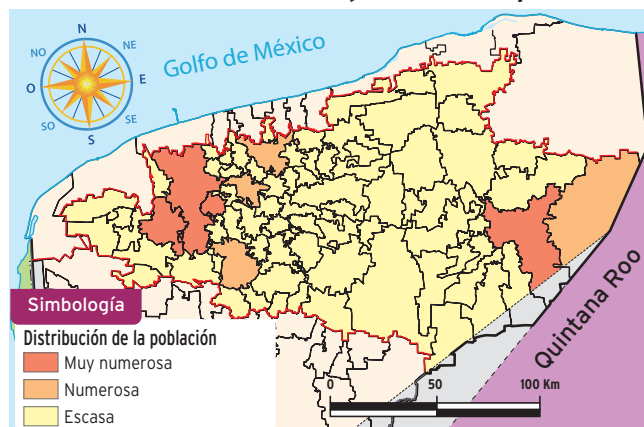 N
NO
NE
O
E
SO
SE
S
Golfo de México
Quintana Roo
Simbología
Distribución de la población
Muy numerosa
Numerosa
Escasa
0 50 100 Km